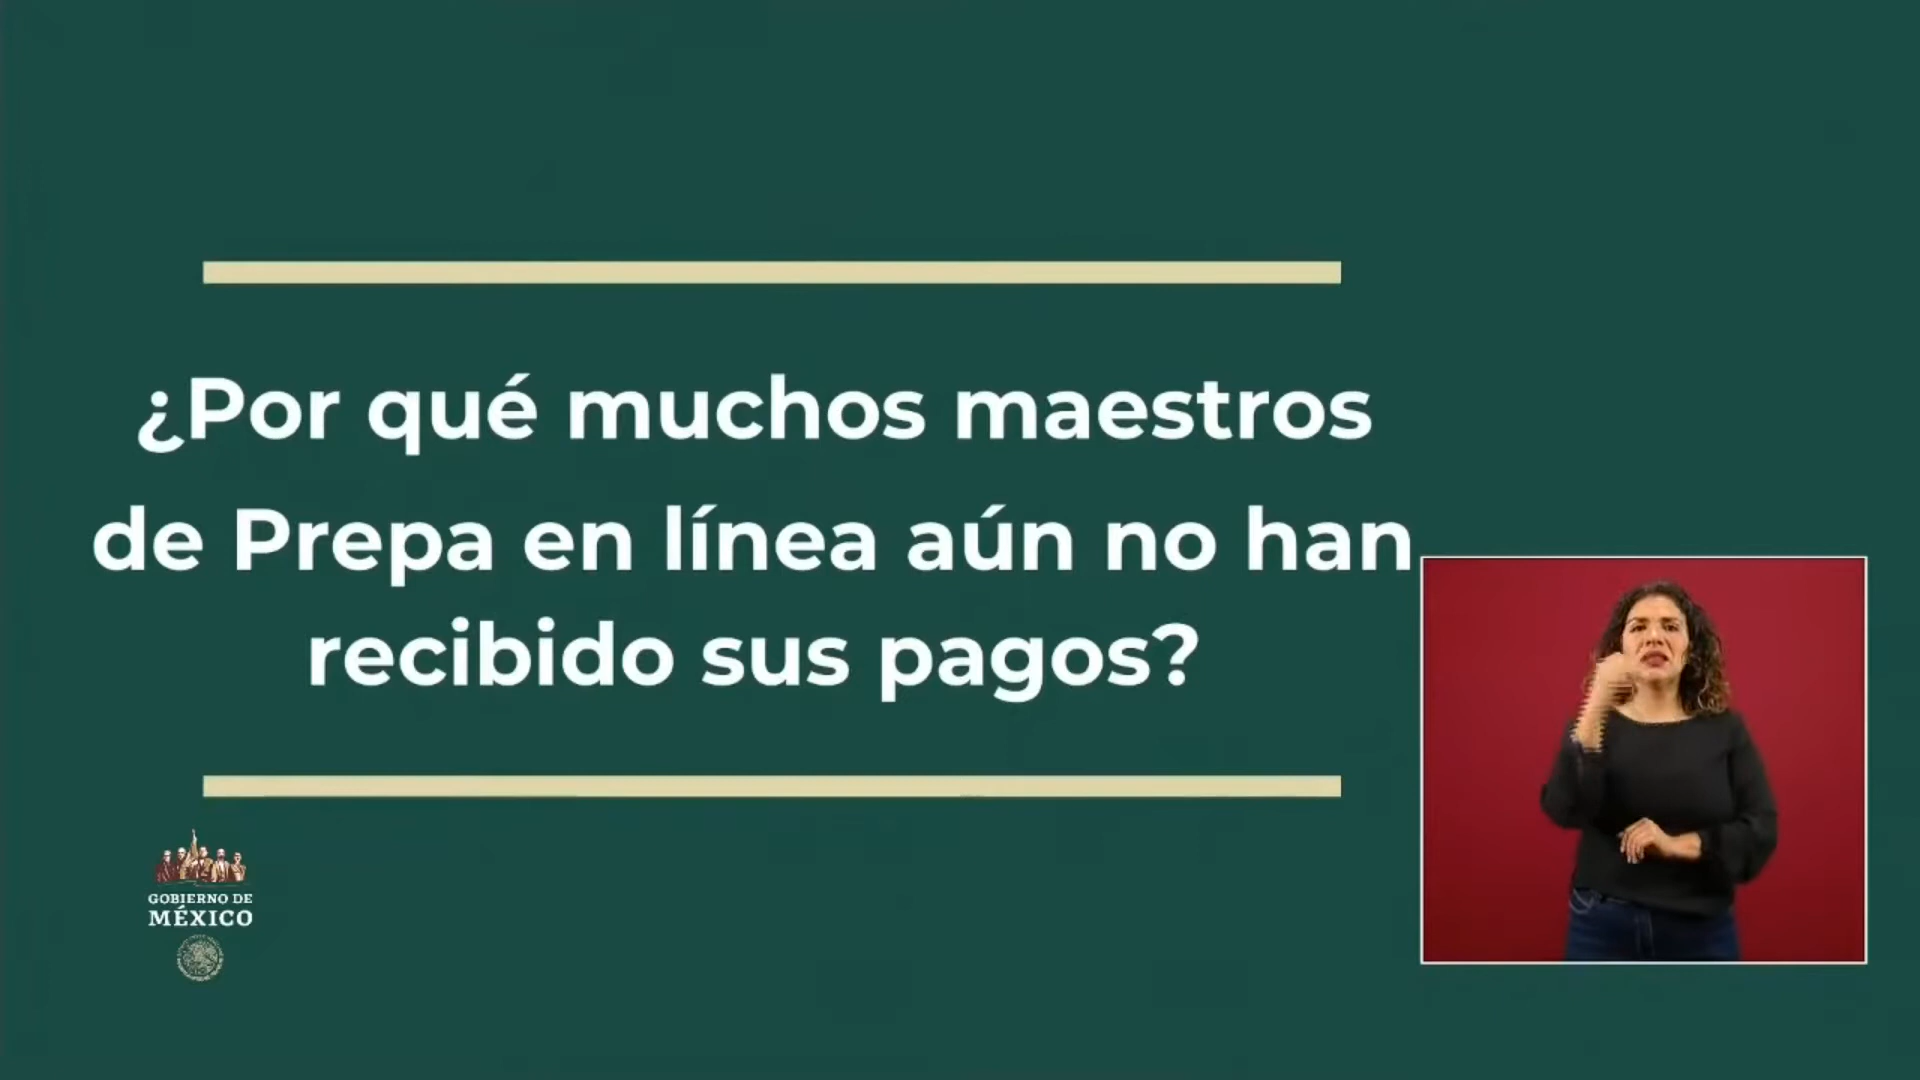 ¿Por qué muchos maestros
de Prepa en línea aún no han
recibido sus pagos?
GOBIERNO DE
MÉXICO